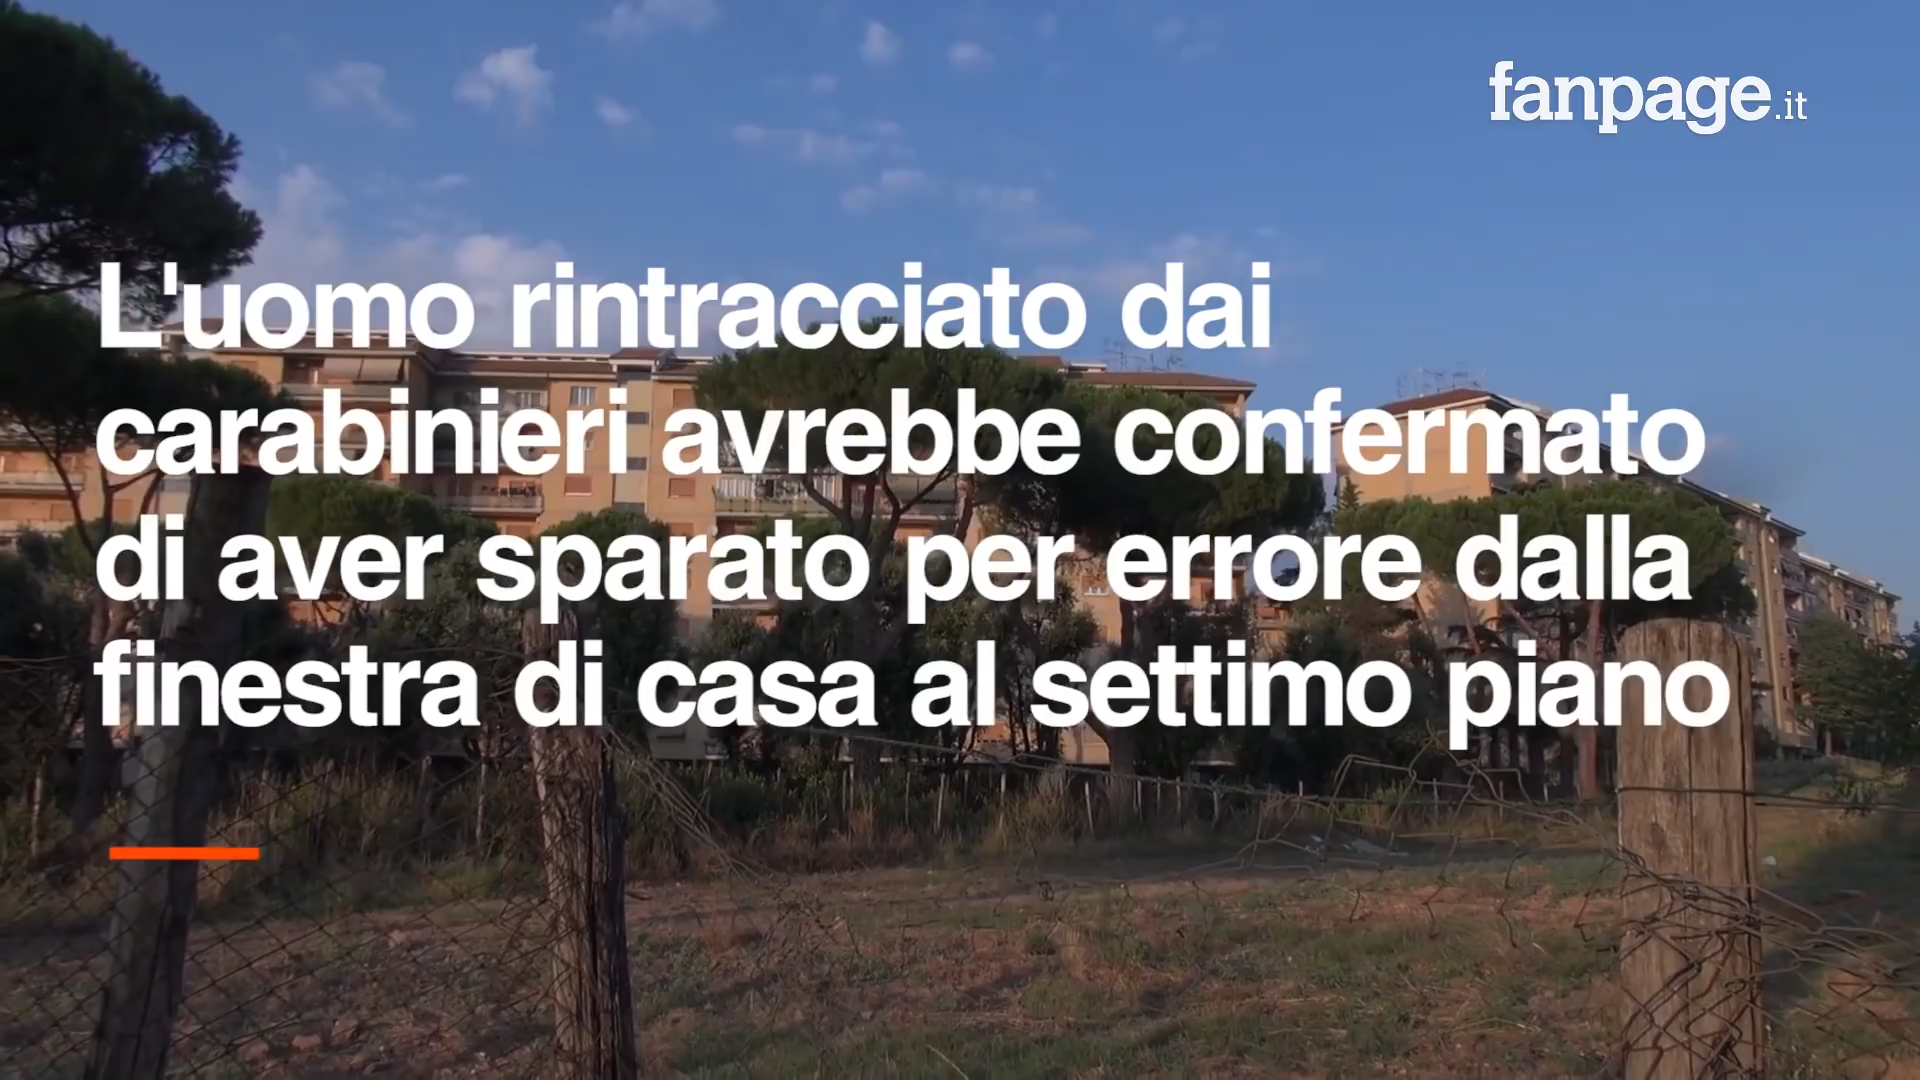 fanpage.it
L'uomo rintracciato dai
carabinieri avrebbe confermato
di aver sparato per errore dalla
finestra di casa al settimo piano